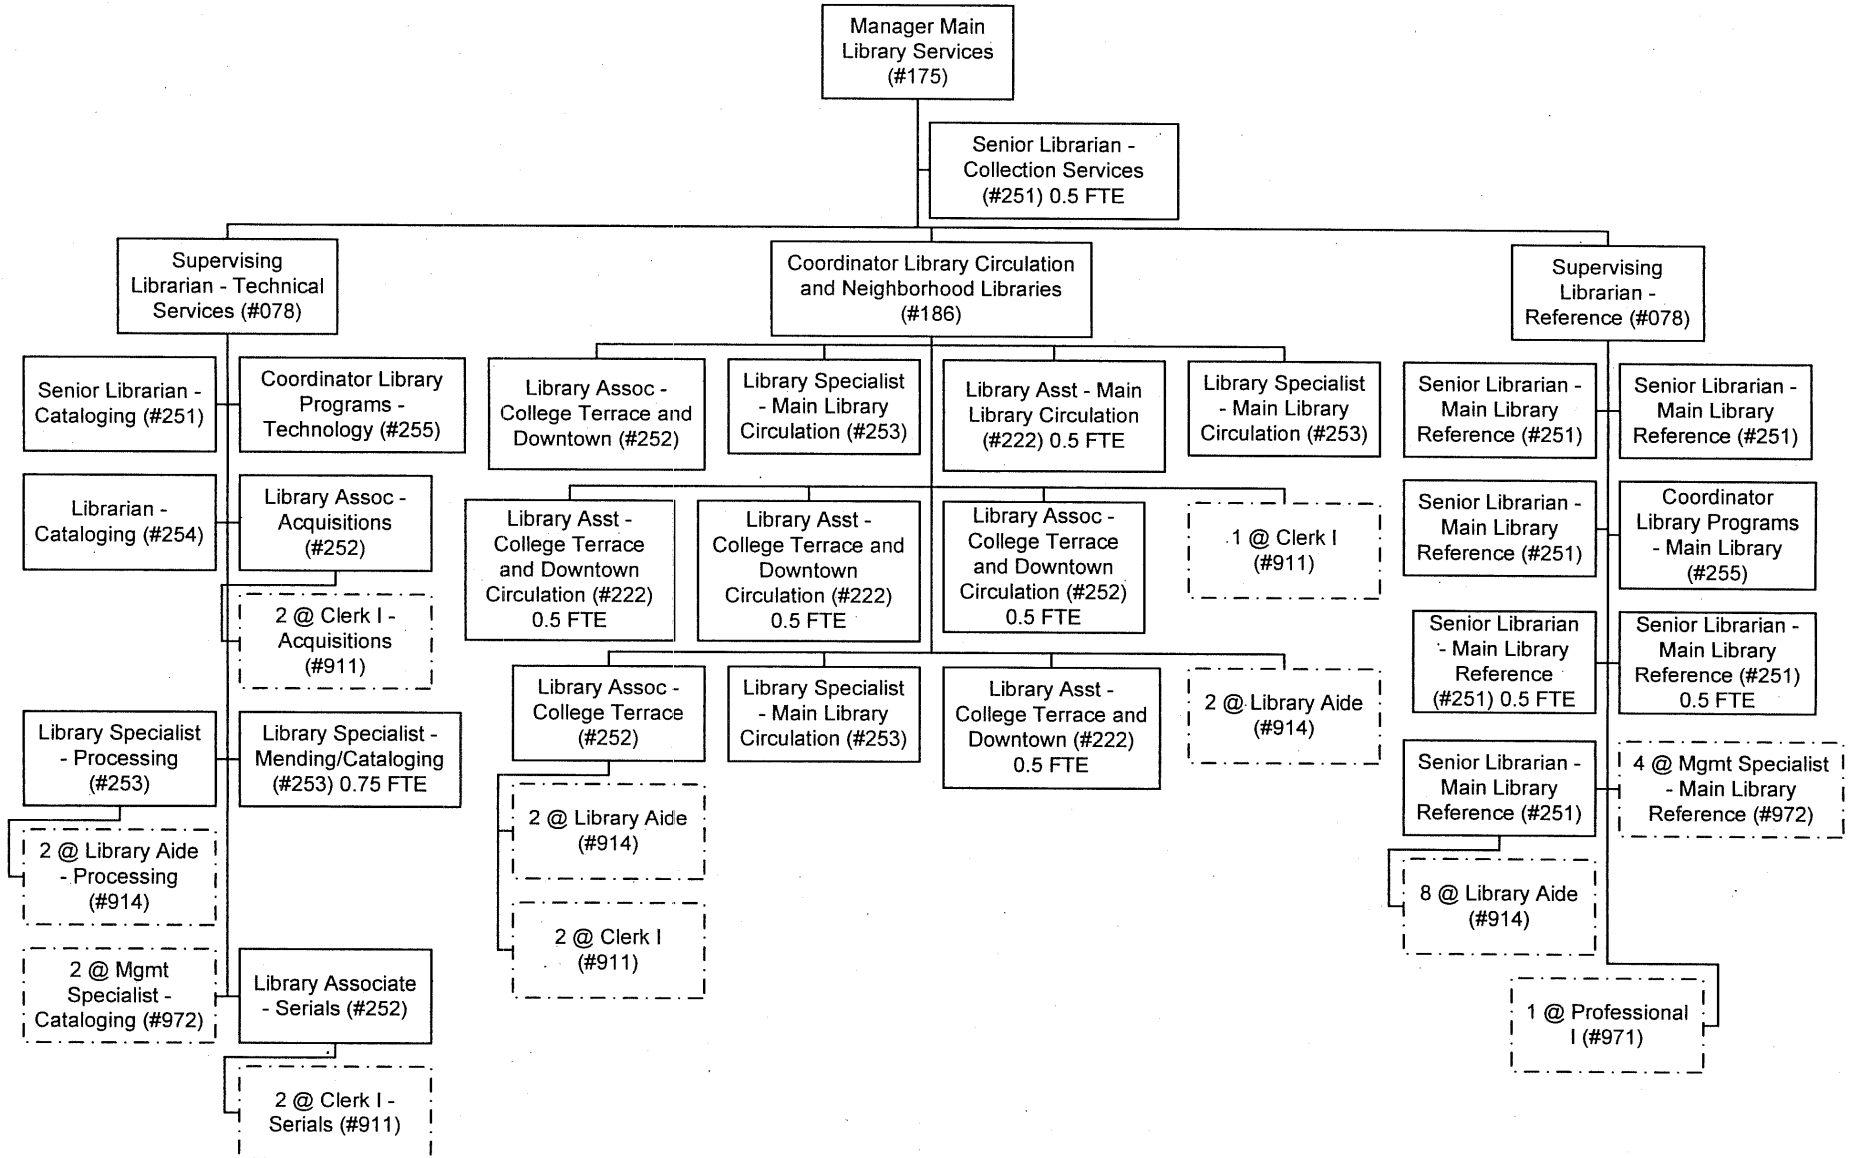 Manager Main
Library Services
(#175)
Senior Librarian -
Collection Services
(#251) 0.5 FTE
Supervising
Librarian - Technical
Services (#078)
Coordinator Library Circulation
and Neighborhood Libraries
(#186)
Supervising
Librarian -
Reference (#078)
Senior Librarian -
Cataloging (#251)
Coordinator Library
Programs -
Technology (#255)
Librarian -
Cataloging (#254)
Library Assoc -
Acquisitions
(#252)
2 @ Clerk I -
Acquisitions
(#911)
Library Specialist
- Processing
(#253)
Library Specialist -
Mending/Cataloging
(#253) 0.75 FTE
2 @ Library Aide
- Processing
(#914)
2 @ Mgmt
Specialist -
Cataloging (#972)
Library Associate
- Serials (#252)
2 @ Clerk I -
Serials (#911)
Library Assoc -
College Terrace and
Downtown (#252)
Library Specialist
- Main Library
Circulation (#253)
Library Asst - Main
Library Circulation
(#222) 0.5 FTE
Library Specialist
- Main Library
Circulation (#253)
Library Asst -
College Terrace
and Downtown
Circulation (#222)
0.5 FTE
Library Asst -
College Terrace and
Downtown
Circulation (#222)
0.5 FTE
Library Assoc -
College Terrace
and Downtown
Circulation (#252)
0.5 FTE
1 @ Clerk I
(#911)
Library Assoc -
College Terrace
(#252)
Library Specialist
- Main Library
Circulation (#253)
Library Asst -
College Terrace and
Downtown (#222)
0.5 FTE
2 @ Library Aide
(#914)
2 @ Library Aide
(#914)
2 @ Clerk I
(#911)
Senior Librarian -
Main Library
Reference (#251)
Senior Librarian -
Main Library
Reference (#251)
Senior Librarian -
Main Library
Reference (#251)
Coordinator
Library Programs
- Main Library
(#255)
Senior Librarian
- Main Library
Reference
(#251) 0.5 FTE
Senior Librarian -
Main Library
Reference (#251)
0.5 FTE
Senior Librarian -
Main Library
Reference (#251)
4 @ Mgmt Specialist
- Main Library
Reference (#972)
8 @ Library Aide
(#914)
1 @ Professional
I (#971)